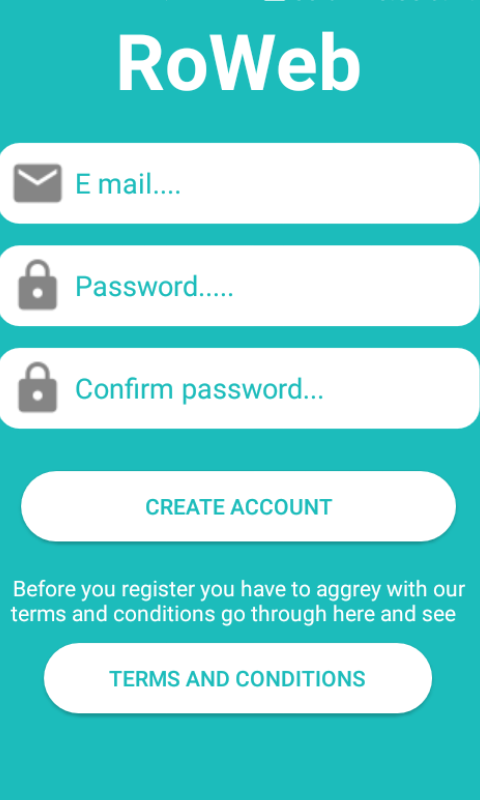 RoWeb
E mail....
Password.....
Confirm password...
CREATE ACCOUNT
Before you register you have to aggrey with our
terms and conditions go through here and see
TERMS AND CONDITIONS